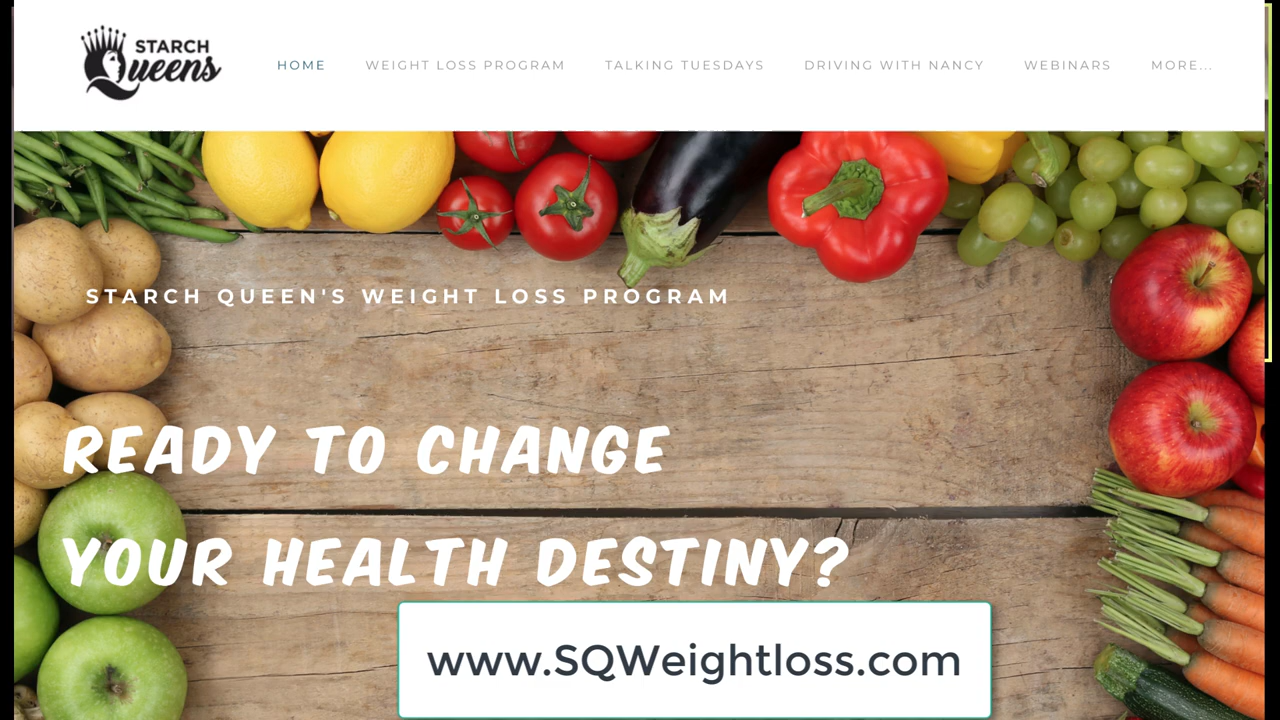 STARCH
Queens
HOME
WEIGHT LOSS PROGRAM
TALKING TUESDAYS
DRIVING WITH NANCY
WEBINARS
MORE...
STARCH QUEEN'S WEIGHT LOSS PROGRAM
READY TO CHANGE
YOUR HEALTH DESTINY?
www.SQWeightloss.com